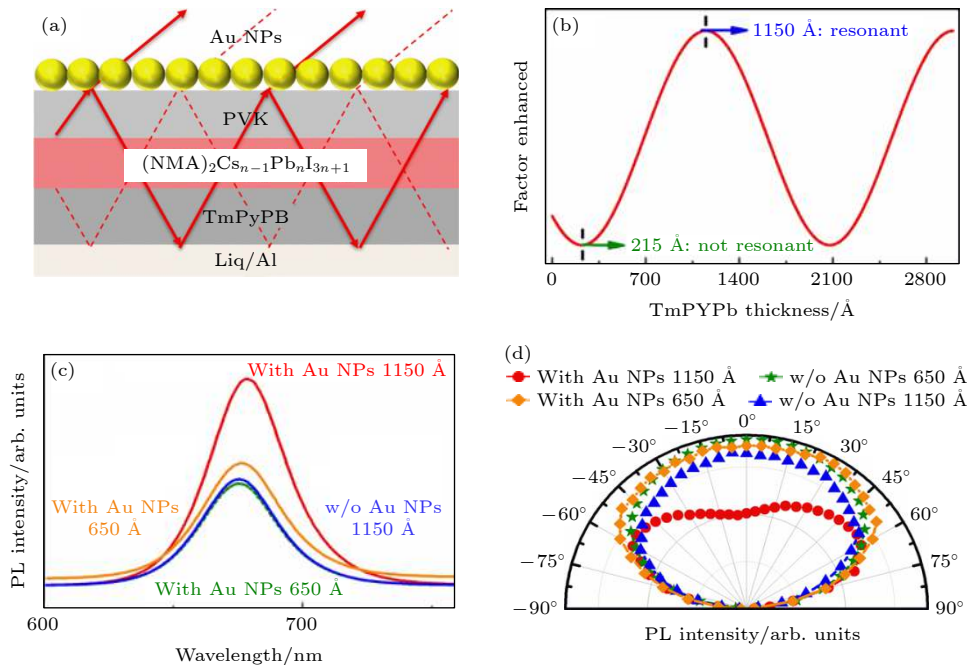 (a)
Au NPs
PVK
(NMA)₂Csₙ₋₁PbₙI₃ₙ₊₁
TmPyPB
Liq/Al
(b)
Factor enhanced
1150 Å: resonant
215 Å: not resonant
0 700 1400 2100 2800
TmPYPb thickness/Å
(c)
PL intensity/arb. units
With Au NPs 1150 Å
With Au NPs
650 Å
w/o Au NPs
1150 Å
With Au NPs 650 Å
600 700
Wavelength/nm
(d)
With Au NPs 1150 Å
w/o Au NPs 650 Å
With Au NPs 650 Å
w/o Au NPs 1150 Å
−90° −75° −60° −45° −30° −15° 0° 15° 30° 45° 60° 75° 90°
PL intensity/arb. units